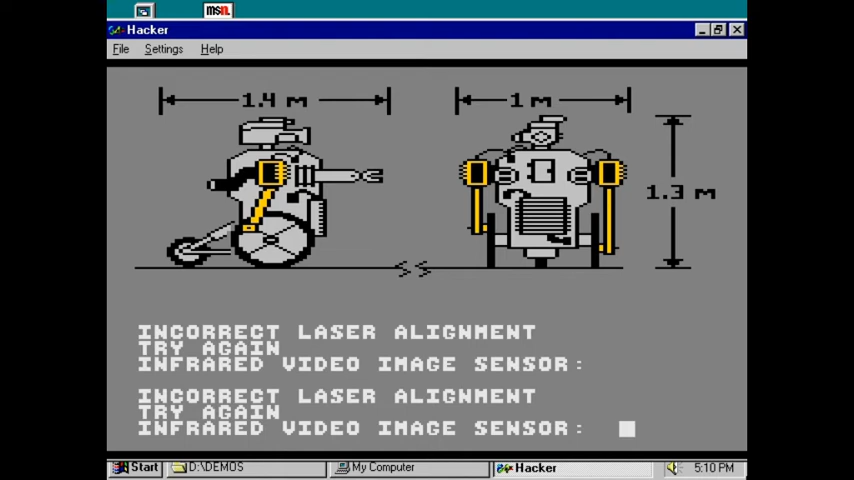 msn
Hacker
File Settings Help
1.4 m
1 m
1.3 m
INCORRECT LASER ALIGNMENT
TRY AGAIN
INFRARED VIDEO IMAGE SENSOR:
INCORRECT LASER ALIGNMENT
TRY AGAIN
INFRARED VIDEO IMAGE SENSOR:
Start D:\DEMOS My Computer Hacker 5:10 PM